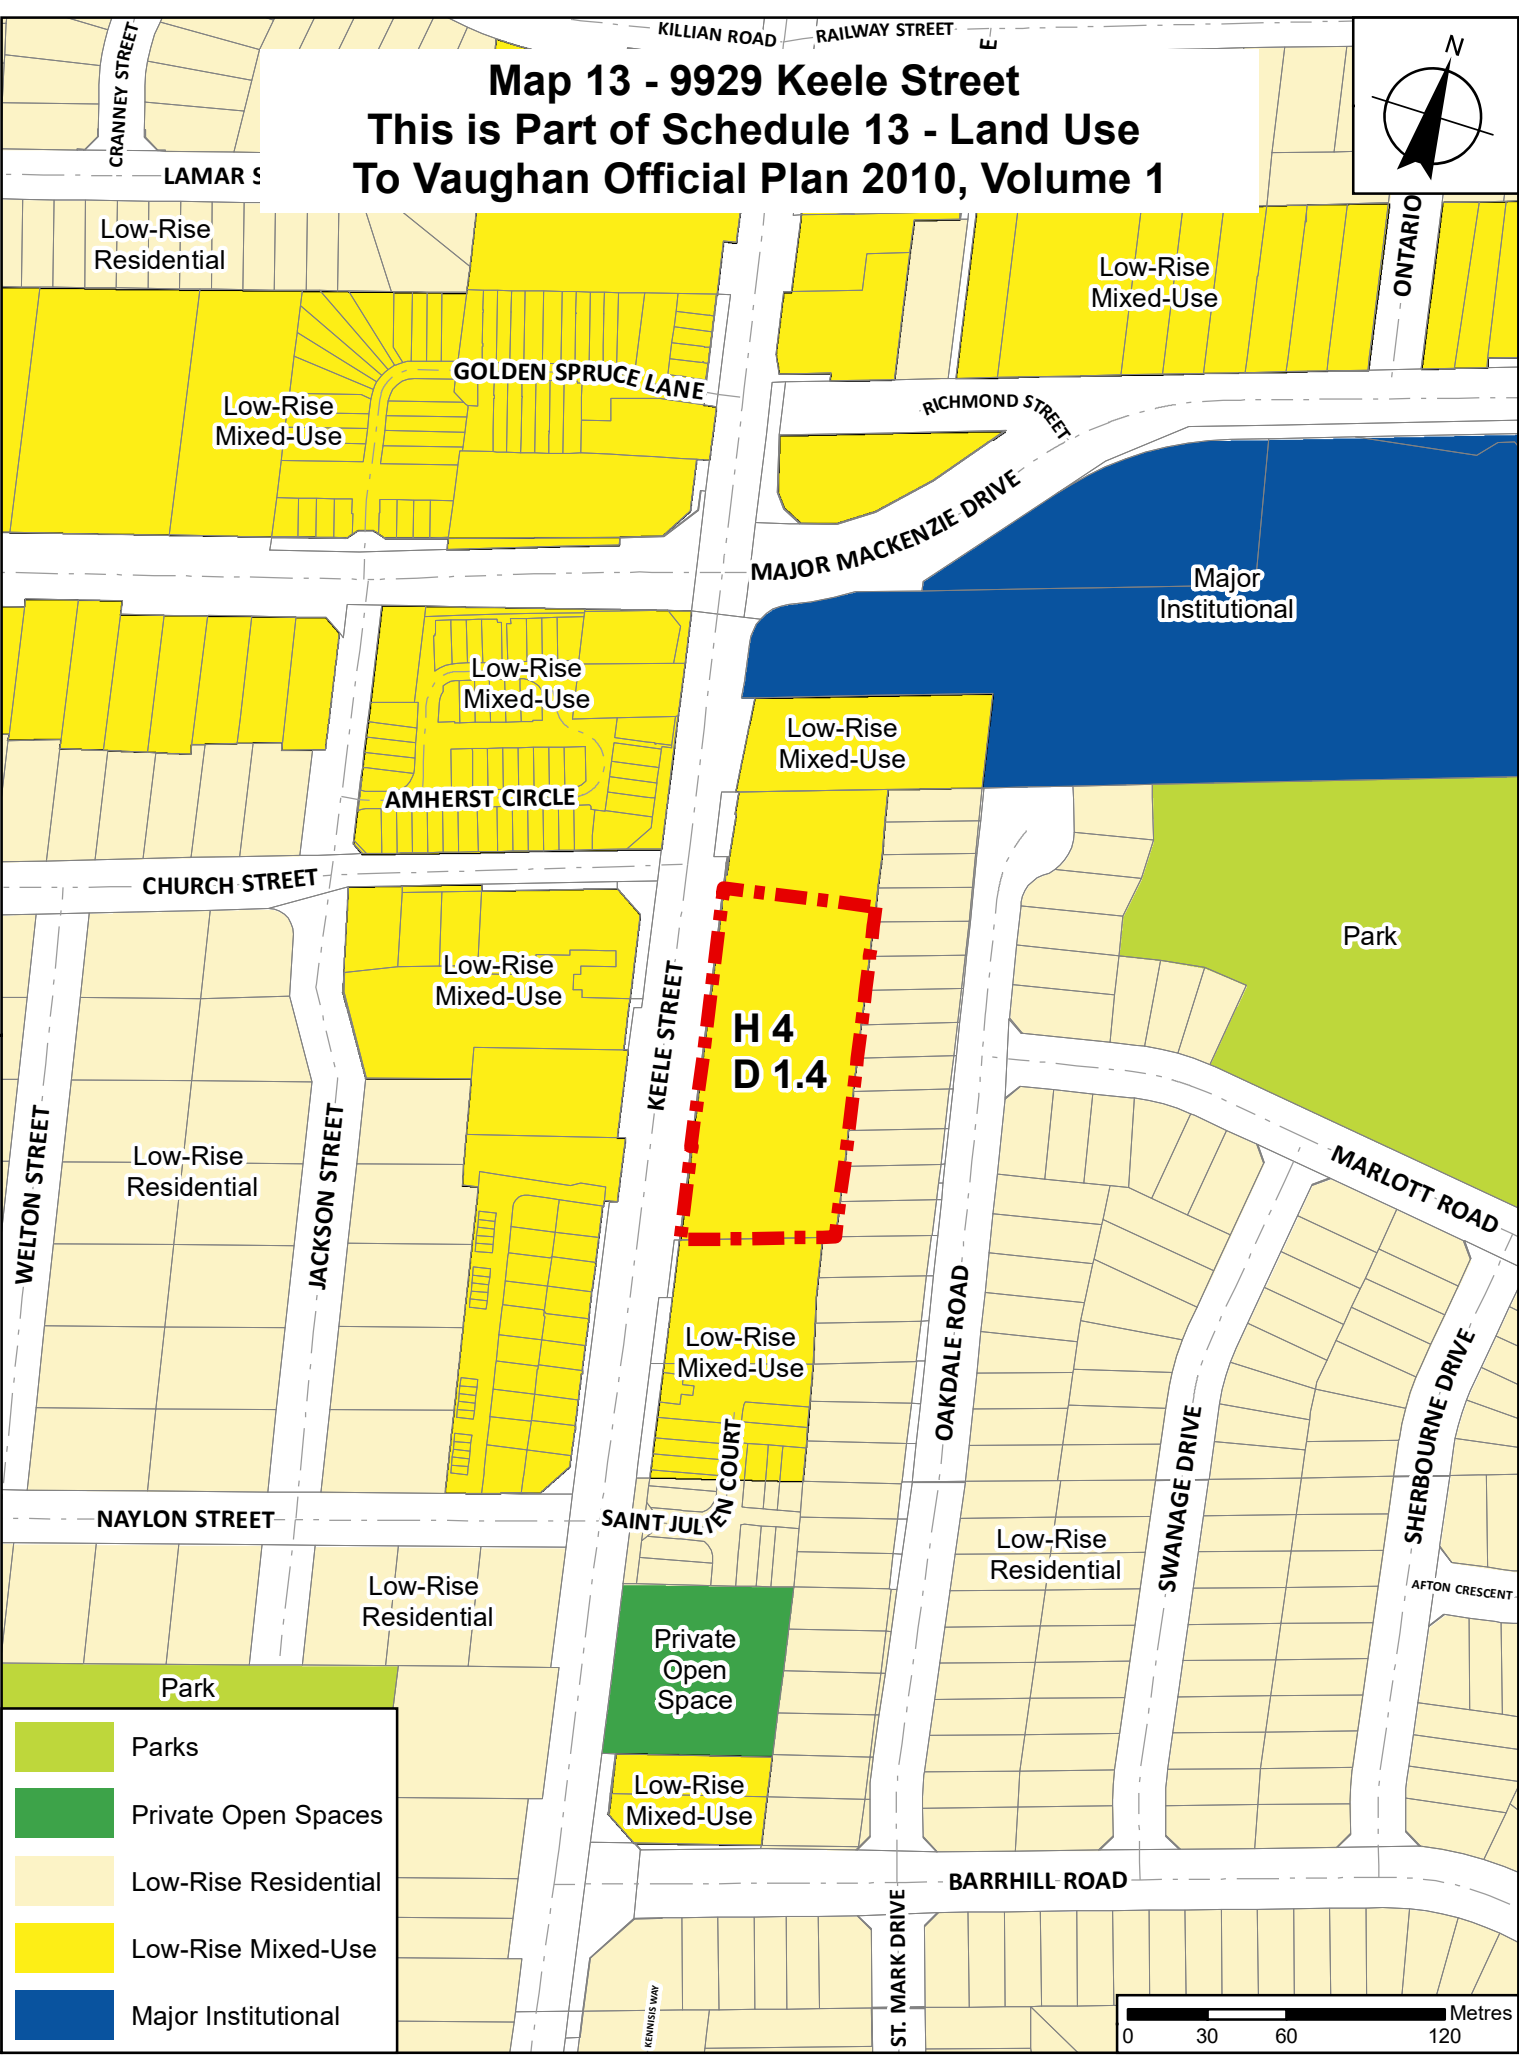 KILLIAN ROAD
RAILWAY STREET
E
CRANNEY STREET
Map 13 - 9929 Keele Street
This is Part of Schedule 13 - Land Use
To Vaughan Official Plan 2010, Volume 1
N
LAMAR S
ONTARIO
Low-Rise
Residential
Low-Rise
Mixed-Use
GOLDEN SPRUCE LANE
Low-Rise
Mixed-Use
RICHMOND STREET
MAJOR MACKENZIE DRIVE
Major
Institutional
Low-Rise
Mixed-Use
Low-Rise
Mixed-Use
AMHERST CIRCLE
CHURCH STREET
Park
Low-Rise
Mixed-Use
KEELE STREET
H 4
D 1.4
WELTON STREET
Low-Rise
Residential
JACKSON STREET
MARLOTT ROAD
OAKDALE ROAD
Low-Rise
Mixed-Use
SHERBOURNE DRIVE
SWANAGE DRIVE
SAINT JULIEN COURT
NAYLON STREET
Low-Rise
Residential
Low-Rise
Residential
AFTON CRESCENT
Private
Open
Space
Park
Parks
Private Open Spaces
Low-Rise Residential
Low-Rise Mixed-Use
Major Institutional
Low-Rise
Mixed-Use
BARRHILL ROAD
ST. MARK DRIVE
KENNISIS WAY
Metres
0 30 60 120